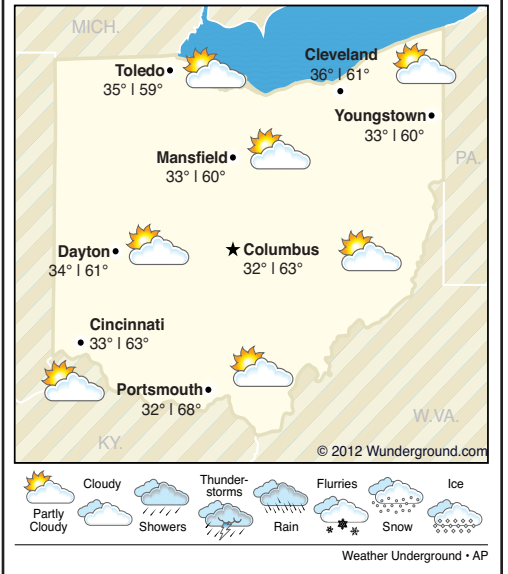 MICH.
Cleveland
36° | 61°
Toledo
35° | 59°
Youngstown
33° | 60°
Mansfield
33° | 60°
PA.
Dayton
34° | 61°
Columbus
32° | 63°
Cincinnati
33° | 63°
Portsmouth
32° | 68°
W.VA.
KY.
© 2012 Wunderground.com
Partly
Cloudy
Cloudy
Showers
Thunder-
storms
Rain
Flurries
Snow
Ice
Weather Underground • AP